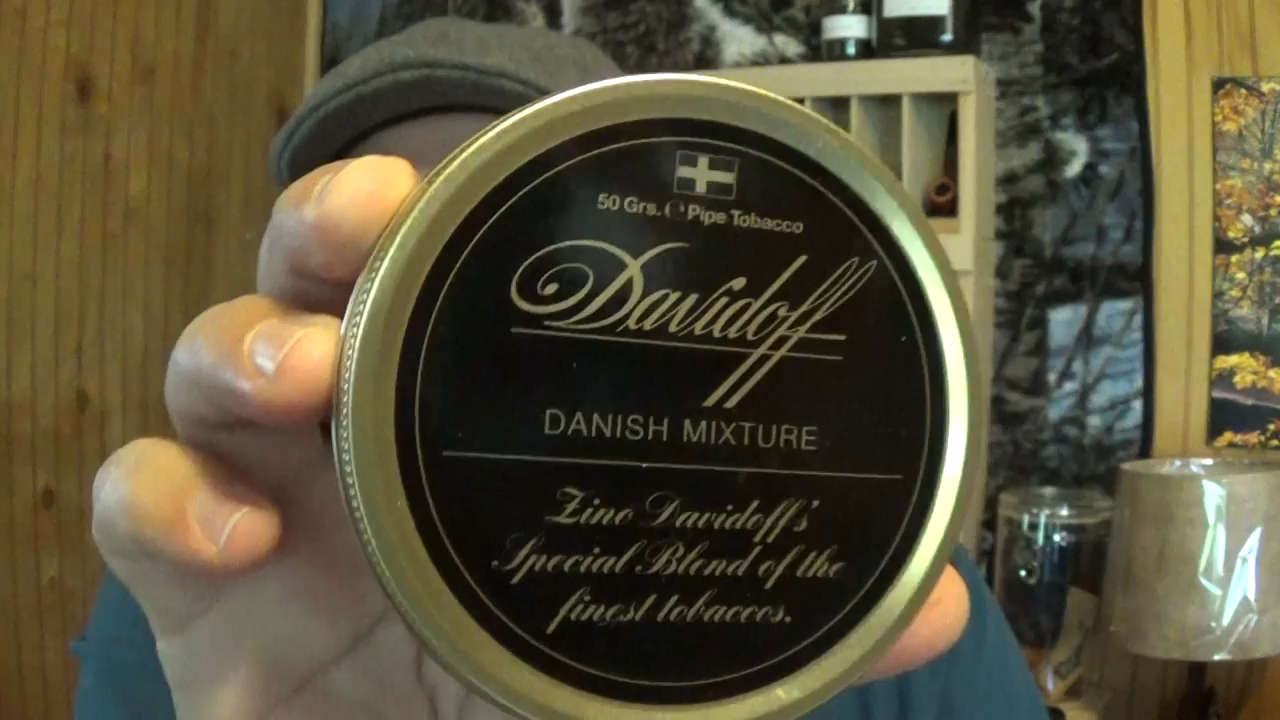 50 Grs. ℮ Pipe Tobacco
Davidoff
DANISH MIXTURE
Zino Davidoff's
Special Blend of the
finest tobaccos.